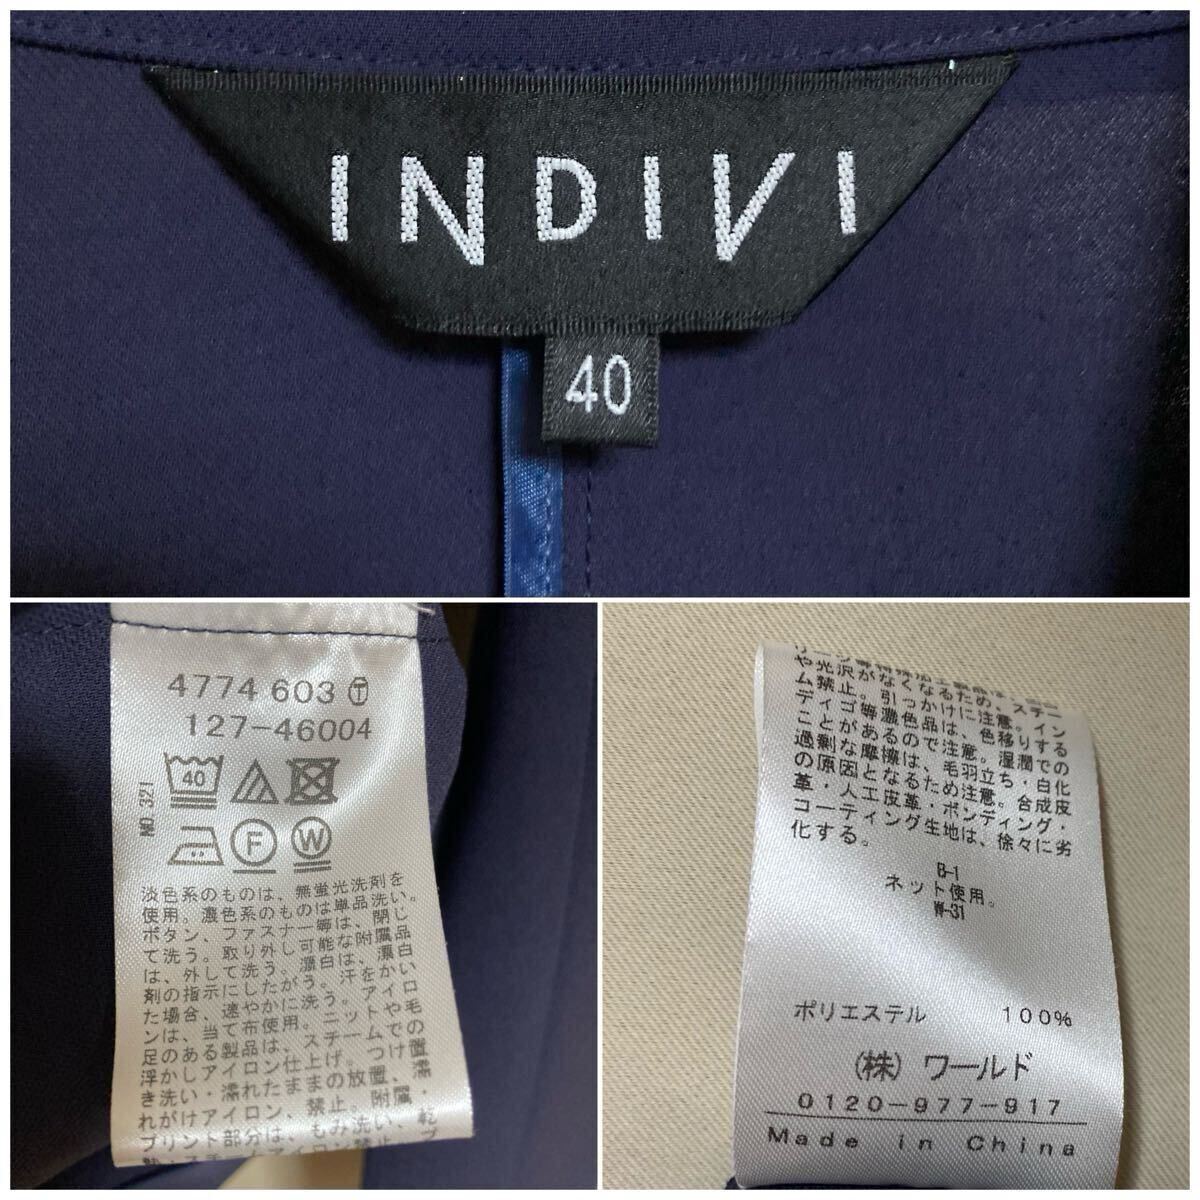 INDIVI
40
4774 603 Ⓣ
127-46004
NO.321
40
F
W
淡色系のものは、無蛍光洗剤を
使用。濃色系のものは単品洗い。
ボタン、ファスナー等は、閉じ
て洗う。取り外し可能な附属品
は、外して洗う。漂白は、漂白
剤の指示にしたがう。汗をかい
た場合、速やかに洗う。アイロ
ンは、当て布使用。ニットや毛
足のある製品は、スチームでの
浮かしアイロン仕上げ。つけ置
き洗い・濡れたままの放置、濡
れがけアイロン、禁止。附属・
プリント部分は、もみ洗い、乾
や光沢がなくなるため、スチー
ム禁止。引っかけに注意。イン
ディゴ等濃色品は、色移りする
ことがあるので注意。湿潤での
過剰な摩擦は、毛羽立ち・白化
の原因となるため注意。合成皮
革・人工皮革・ボンディング・
コーティング生地は、徐々に劣
化する。
B-1
ネット使用。
W-31
ポリエステル 100%
(株) ワールド
0120-977-917
Made in China